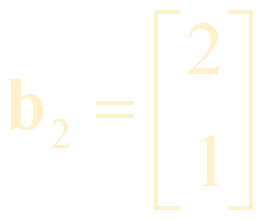 b₂ = [2
1]